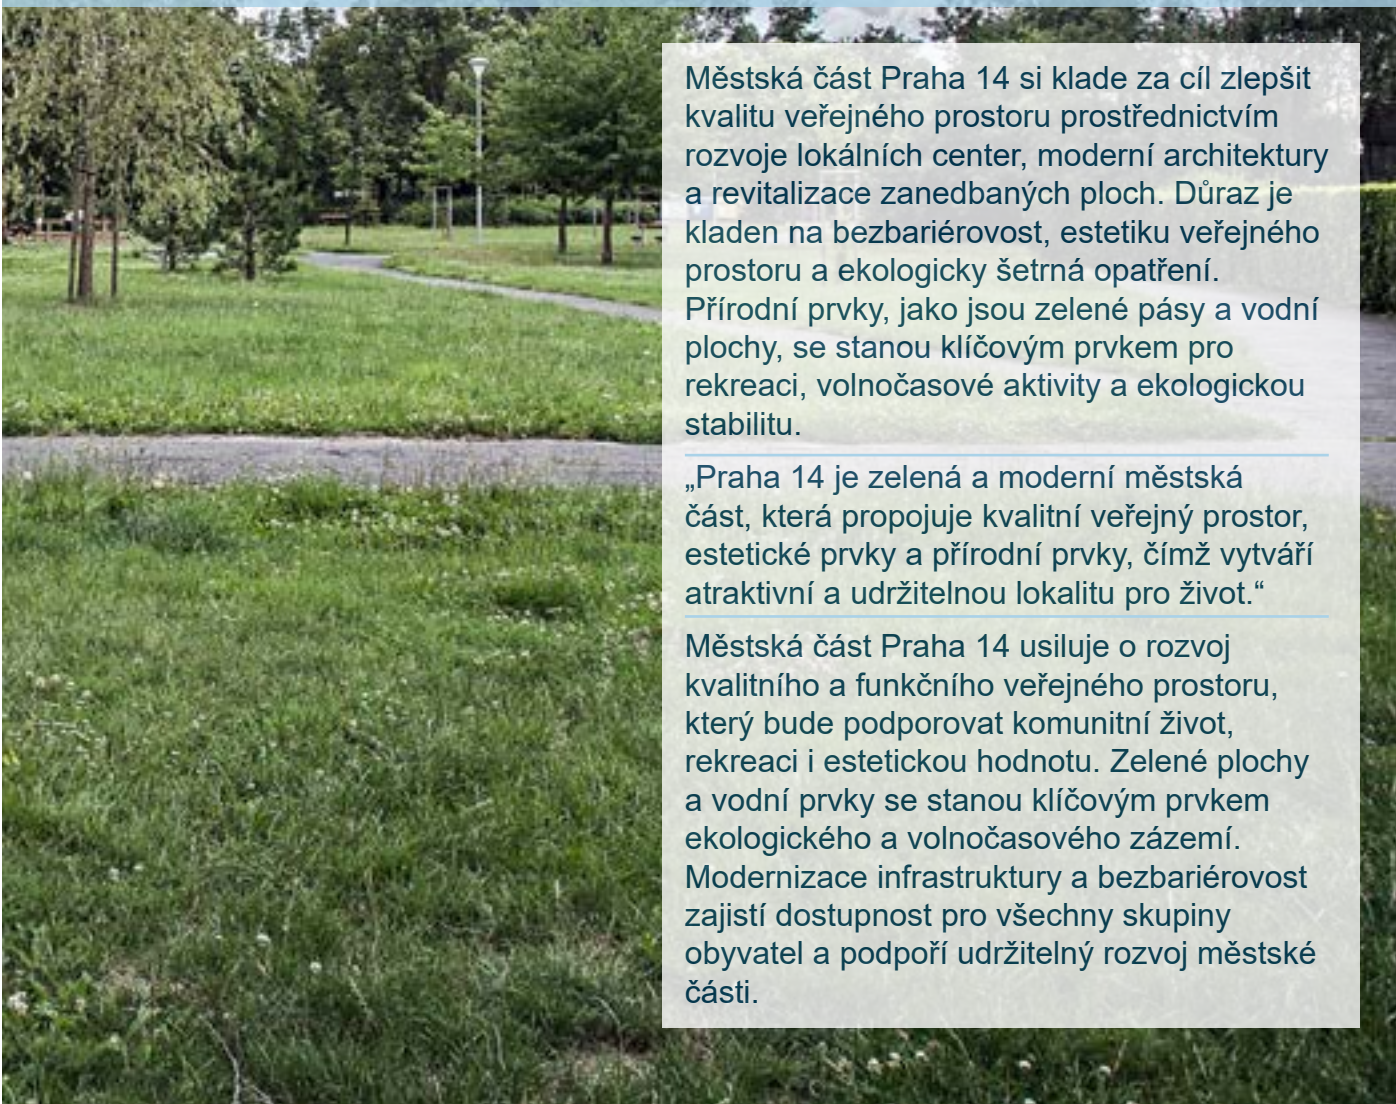 Městská část Praha 14 si klade za cíl zlepšit
kvalitu veřejného prostoru prostřednictvím
rozvoje lokálních center, moderní architektury
a revitalizace zanedbaných ploch. Důraz je
kladen na bezbariérovost, estetiku veřejného
prostoru a ekologicky šetrná opatření.
Přírodní prvky, jako jsou zelené pásy a vodní
plochy, se stanou klíčovým prvkem pro
rekreaci, volnočasové aktivity a ekologickou
stabilitu.
„Praha 14 je zelená a moderní městská
část, která propojuje kvalitní veřejný prostor,
estetické prvky a přírodní prvky, čímž vytváří
atraktivní a udržitelnou lokalitu pro život.“
Městská část Praha 14 usiluje o rozvoj
kvalitního a funkčního veřejného prostoru,
který bude podporovat komunitní život,
rekreaci i estetickou hodnotu. Zelené plochy
a vodní prvky se stanou klíčovým prvkem
ekologického a volnočasového zázemí.
Modernizace infrastruktury a bezbariérovost
zajistí dostupnost pro všechny skupiny
obyvatel a podpoří udržitelný rozvoj městské
části.